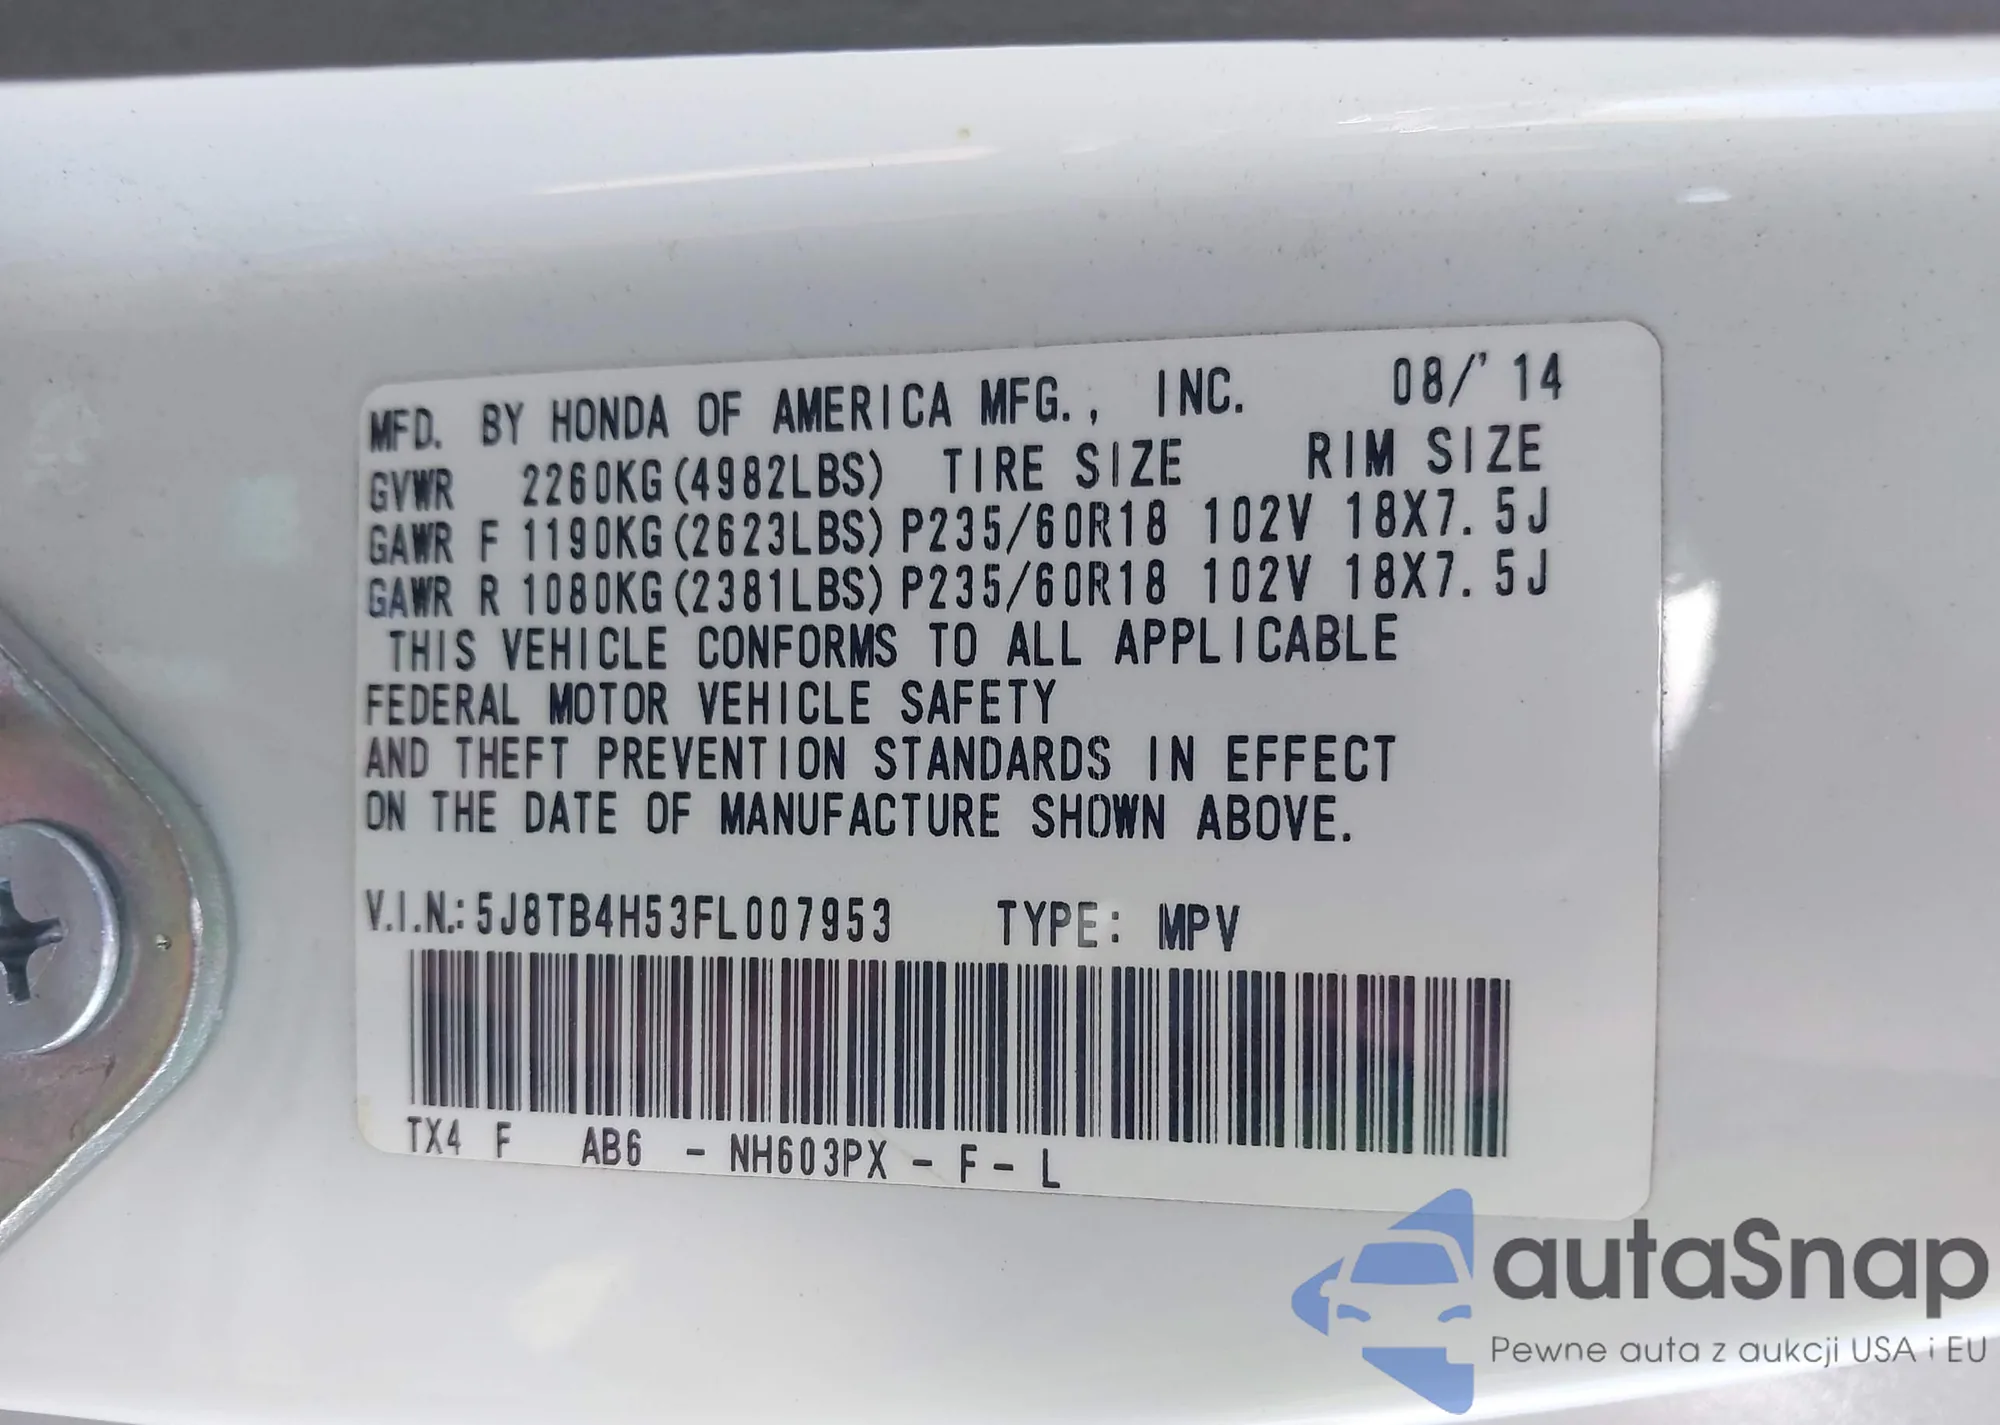 MFD. BY HONDA OF AMERICA MFG., INC. 08/'14
GVWR 2260KG(4982LBS) TIRE SIZE RIM SIZE
GAWR F 1190KG(2623LBS) P235/60R18 102V 18X7.5J
GAWR R 1080KG(2381LBS) P235/60R18 102V 18X7.5J
THIS VEHICLE CONFORMS TO ALL APPLICABLE
FEDERAL MOTOR VEHICLE SAFETY
AND THEFT PREVENTION STANDARDS IN EFFECT
ON THE DATE OF MANUFACTURE SHOWN ABOVE.
V.I.N.: 5J8TB4H53FL007953 TYPE: MPV
TX4 F AB6 - NH603PX - F - L
autaSnap
Pewne auta z aukcji USA i EU